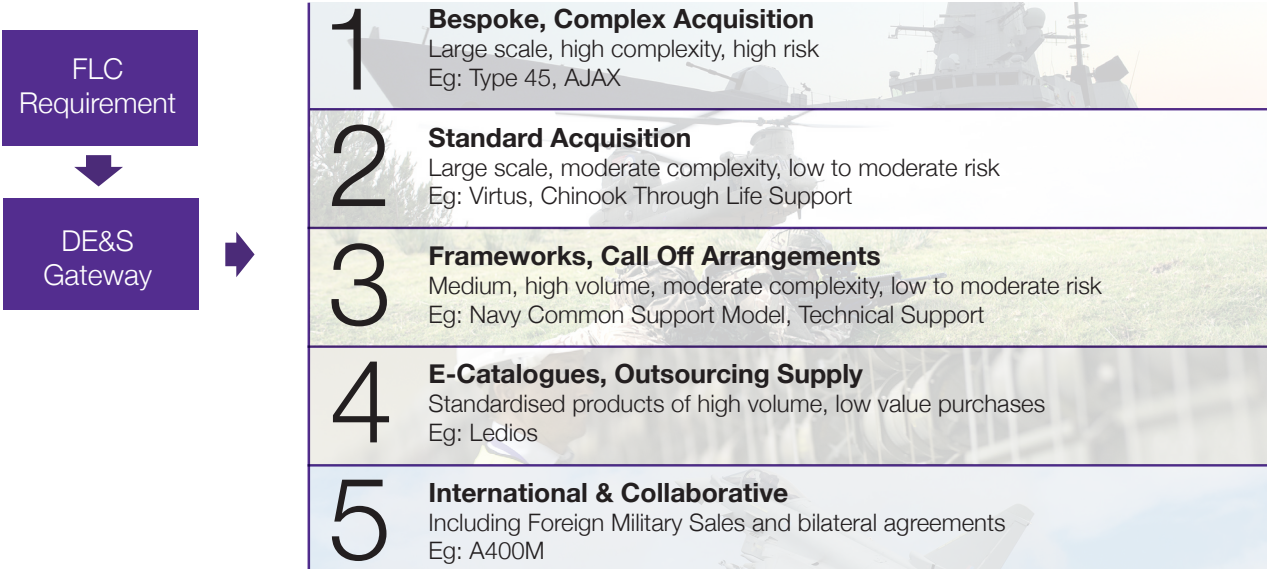 FLC
Requirement
DE&S
Gateway
1
Bespoke, Complex Acquisition
Large scale, high complexity, high risk
Eg: Type 45, AJAX
2
Standard Acquisition
Large scale, moderate complexity, low to moderate risk
Eg: Virtus, Chinook Through Life Support
3
Frameworks, Call Off Arrangements
Medium, high volume, moderate complexity, low to moderate risk
Eg: Navy Common Support Model, Technical Support
4
E-Catalogues, Outsourcing Supply
Standardised products of high volume, low value purchases
Eg: Ledios
5
International & Collaborative
Including Foreign Military Sales and bilateral agreements
Eg: A400M